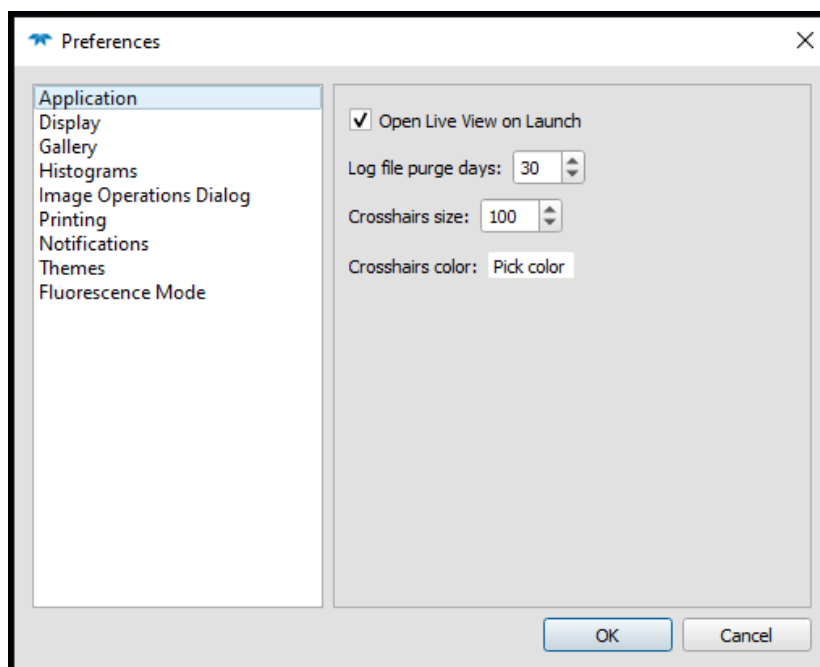 Preferences
Application
Display
Gallery
Histograms
Image Operations Dialog
Printing
Notifications
Themes
Fluorescence Mode
Open Live View on Launch
Log file purge days: 30
Crosshairs size: 100
Crosshairs color: Pick color
OK Cancel